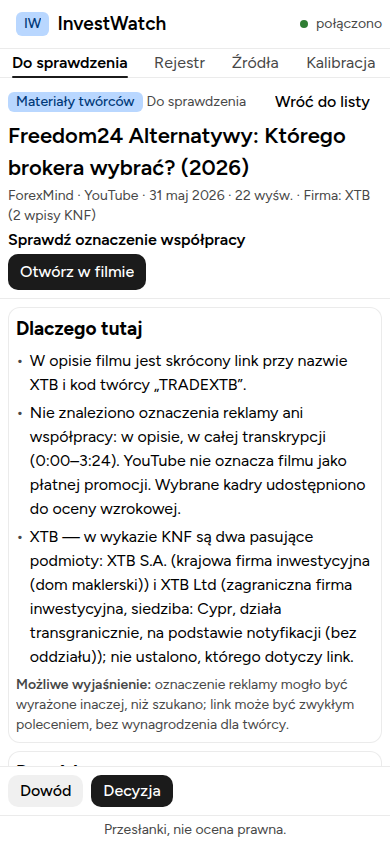 IW InvestWatch połączono
Do sprawdzenia Rejestr Źródła Kalibracja
Materiały twórców Do sprawdzenia Wróć do listy
Freedom24 Alternatywy: Którego
brokera wybrać? (2026)
ForexMind · YouTube · 31 maj 2026 · 22 wyśw. · Firma: XTB
(2 wpisy KNF)
Sprawdź oznaczenie współpracy
Otwórz w filmie
Dlaczego tutaj
• W opisie filmu jest skrócony link przy nazwie
XTB i kod twórcy „TRADEXTB”.
• Nie znaleziono oznaczenia reklamy ani
współpracy: w opisie, w całej transkrypcji
(0:00–3:24). YouTube nie oznacza filmu jako
płatnej promocji. Wybrane kadry udostępniono
do oceny wzrokowej.
• XTB — w wykazie KNF są dwa pasujące
podmioty: XTB S.A. (krajowa firma inwestycyjna
(dom maklerski)) i XTB Ltd (zagraniczna firma
inwestycyjna, siedziba: Cypr, działa
transgranicznie, na podstawie notyfikacji (bez
oddziału)); nie ustalono, którego dotyczy link.
Możliwe wyjaśnienie: oznaczenie reklamy mogło być
wyrażone inaczej, niż szukano; link może być zwykłym
poleceniem, bez wynagrodzenia dla twórcy.
Dowód Decyzja
Przesłanki, nie ocena prawna.